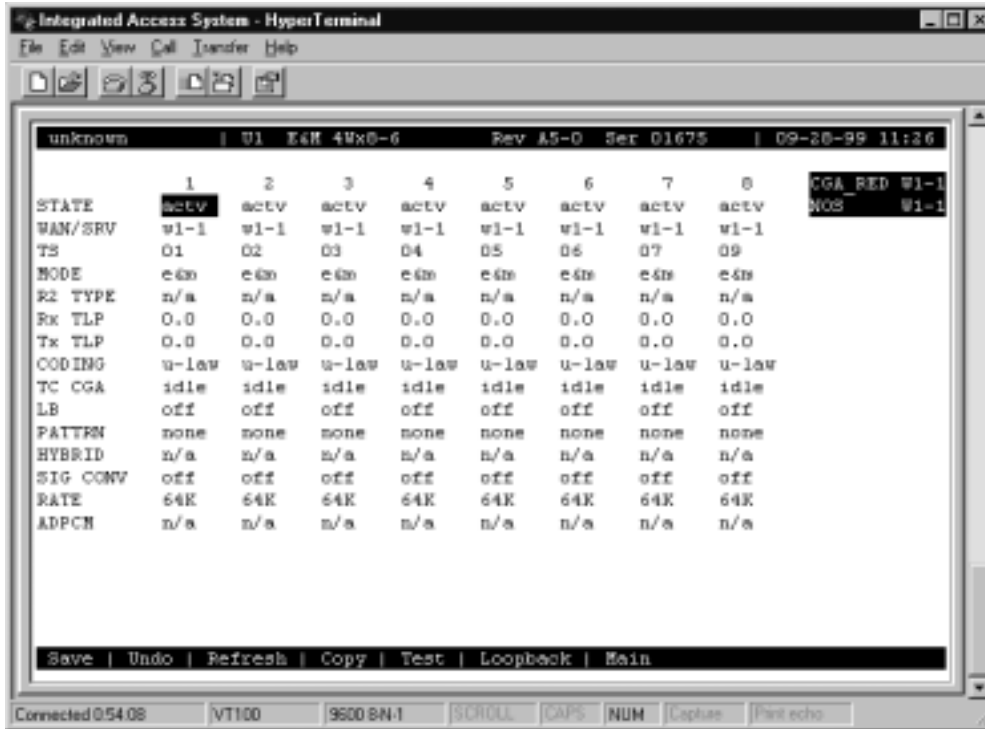 Integrated Access System - HyperTerminal
File Edit View Call Transfer Help
unknown | U1 E&M 4Wx8-6 Rev A5-0 Ser 01675 | 09-28-99 11:26
1 2 3 4 5 6 7 8 CGA_RED W1-1
STATE actv actv actv actv actv actv actv actv NOS W1-1
WAN/SRV w1-1 w1-1 w1-1 w1-1 w1-1 w1-1 w1-1 w1-1
TS 01 02 03 04 05 06 07 09
MODE e&m e&m e&m e&m e&m e&m e&m e&m
R2 TYPE n/a n/a n/a n/a n/a n/a n/a n/a
Rx TLP 0.0 0.0 0.0 0.0 0.0 0.0 0.0 0.0
Tx TLP 0.0 0.0 0.0 0.0 0.0 0.0 0.0 0.0
CODING u-law u-law u-law u-law u-law u-law u-law u-law
TC CGA idle idle idle idle idle idle idle idle
LB off off off off off off off off
PATTRN none none none none none none none none
HYBRID n/a n/a n/a n/a n/a n/a n/a n/a
SIG CONV off off off off off off off off
RATE 64K 64K 64K 64K 64K 64K 64K 64K
ADPCM n/a n/a n/a n/a n/a n/a n/a n/a
Save | Undo | Refresh | Copy | Test | Loopback | Main
Connected 0:54:08 VT100 9600 8-N-1 SCROLL CAPS NUM Capture Print echo